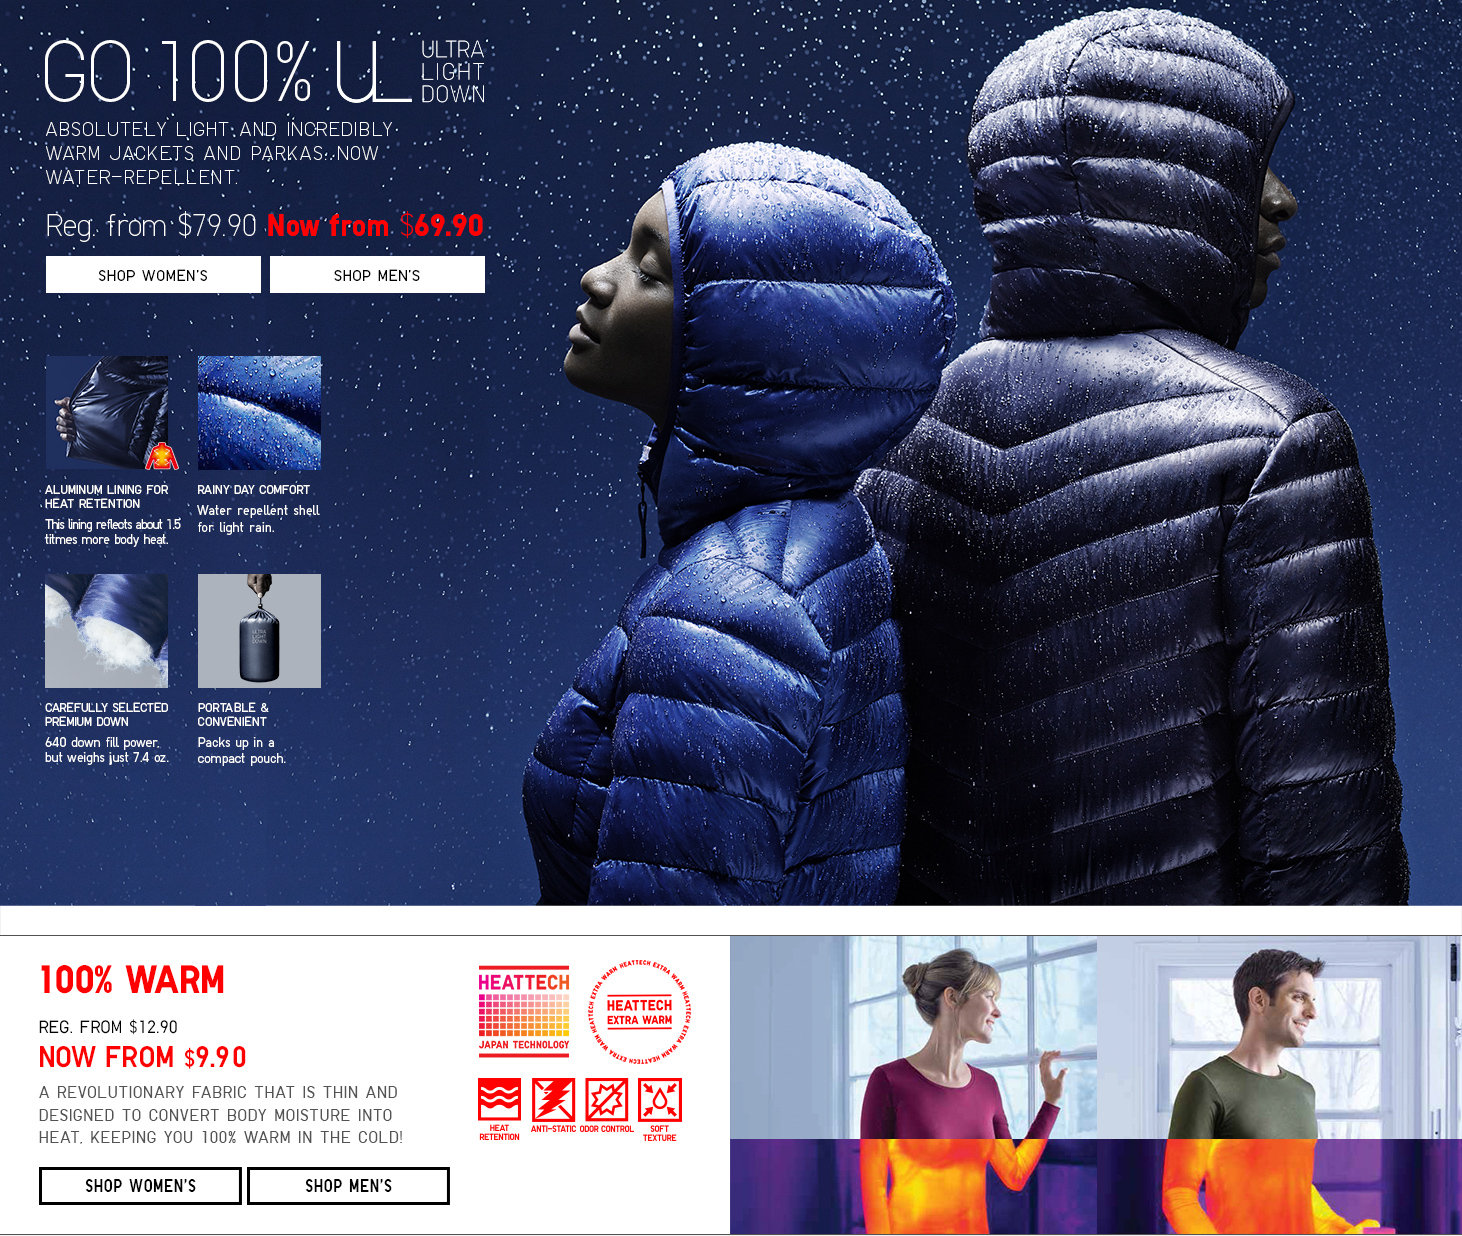 GO 100% UL
ULTRA
LIGHT
DOWN
ABSOLUTELY LIGHT AND INCREDIBLY
WARM JACKETS AND PARKAS. NOW
WATER-REPELLENT.
Reg. from $79.90 Now from $69.90
SHOP WOMEN'S
SHOP MEN'S
ALUMINUM LINING FOR
HEAT RETENTION
This lining reflects about 1.5
titmes more body heat.
RAINY DAY COMFORT
Water repellent shell
for light rain.
ULTRA
LIGHT
DOWN
CAREFULLY SELECTED
PREMIUM DOWN
640 down fill power,
but weighs just 7.4 oz.
PORTABLE &
CONVENIENT
Packs up in a
compact pouch.
100% WARM
REG. FROM $12.90
NOW FROM $9.90
A REVOLUTIONARY FABRIC THAT IS THIN AND
DESIGNED TO CONVERT BODY MOISTURE INTO
HEAT, KEEPING YOU 100% WARM IN THE COLD!
SHOP WOMEN'S
SHOP MEN'S
HEATTECH
JAPAN TECHNOLOGY
HEATTECH EXTRA WARM HEATTECH EXTRA WARM HEATTECH EXTRA WARM HEATTECH EXTRA WARM
HEATTECH
EXTRA WARM
HEAT
RETENTION
ANTI-STATIC
ODOR CONTROL
SOFT
TEXTURE